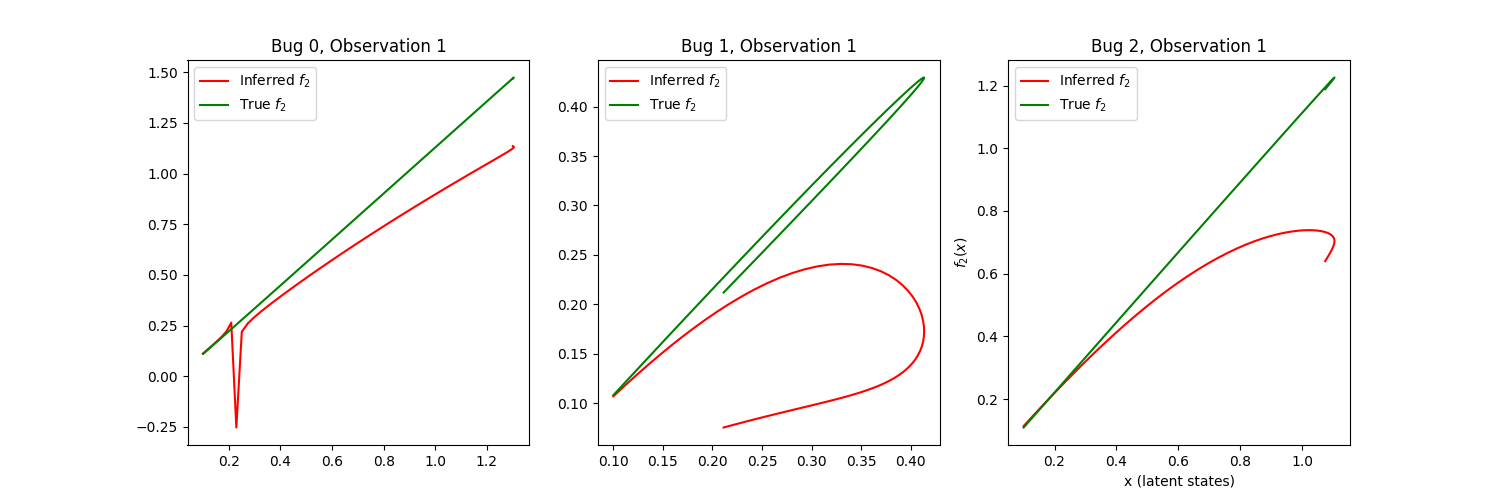 Bug 0, Observation 1
Inferred f₂
True f₂
1.50
1.25
1.00
0.75
0.50
0.25
0.00
−0.25
0.2 0.4 0.6 0.8 1.0 1.2
Bug 1, Observation 1
Inferred f₂
True f₂
0.40
0.35
0.30
0.25
0.20
0.15
0.10
0.10 0.15 0.20 0.25 0.30 0.35 0.40
Bug 2, Observation 1
Inferred f₂
True f₂
f₂(x)
1.2
1.0
0.8
0.6
0.4
0.2
0.2 0.4 0.6 0.8 1.0
x (latent states)